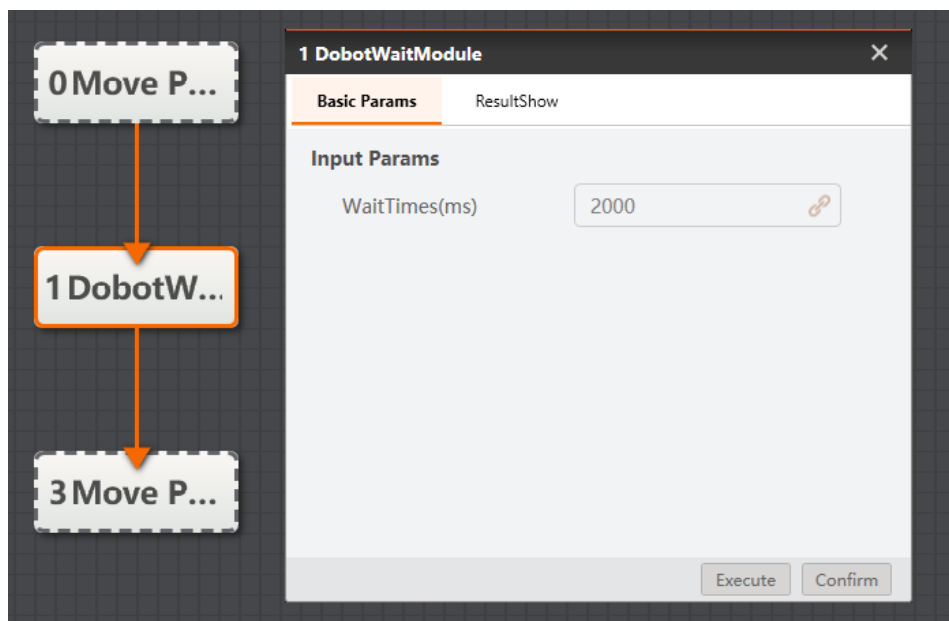 0 Move P...
1 DobotW...
3 Move P...
1 DobotWaitModule
Basic Params ResultShow
Input Params
WaitTimes(ms) 2000
Execute Confirm